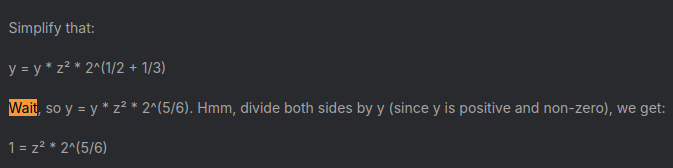 Simplify that:
y = y * z² * 2^(1/2 + 1/3)
Wait, so y = y * z² * 2^(5/6). Hmm, divide both sides by y (since y is positive and non-zero), we get:
1 = z² * 2^(5/6)